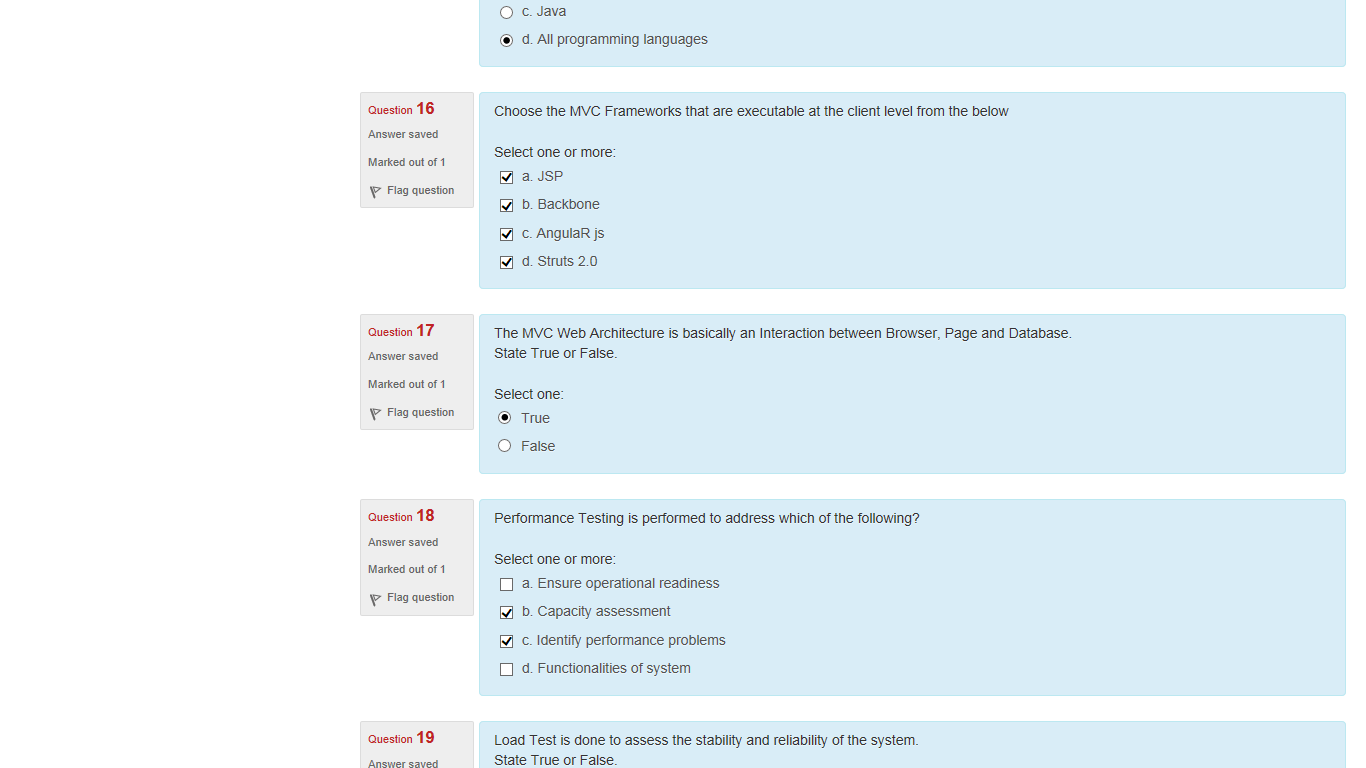 c. Java
d. All programming languages
Question 16
Answer saved
Marked out of 1
Flag question
Choose the MVC Frameworks that are executable at the client level from the below
Select one or more:
a. JSP
b. Backbone
c. AngulaR js
d. Struts 2.0
Question 17
Answer saved
Marked out of 1
Flag question
The MVC Web Architecture is basically an Interaction between Browser, Page and Database.
State True or False.
Select one:
True
False
Question 18
Answer saved
Marked out of 1
Flag question
Performance Testing is performed to address which of the following?
Select one or more:
a. Ensure operational readiness
b. Capacity assessment
c. Identify performance problems
d. Functionalities of system
Question 19
Answer saved
Load Test is done to assess the stability and reliability of the system.
State True or False.